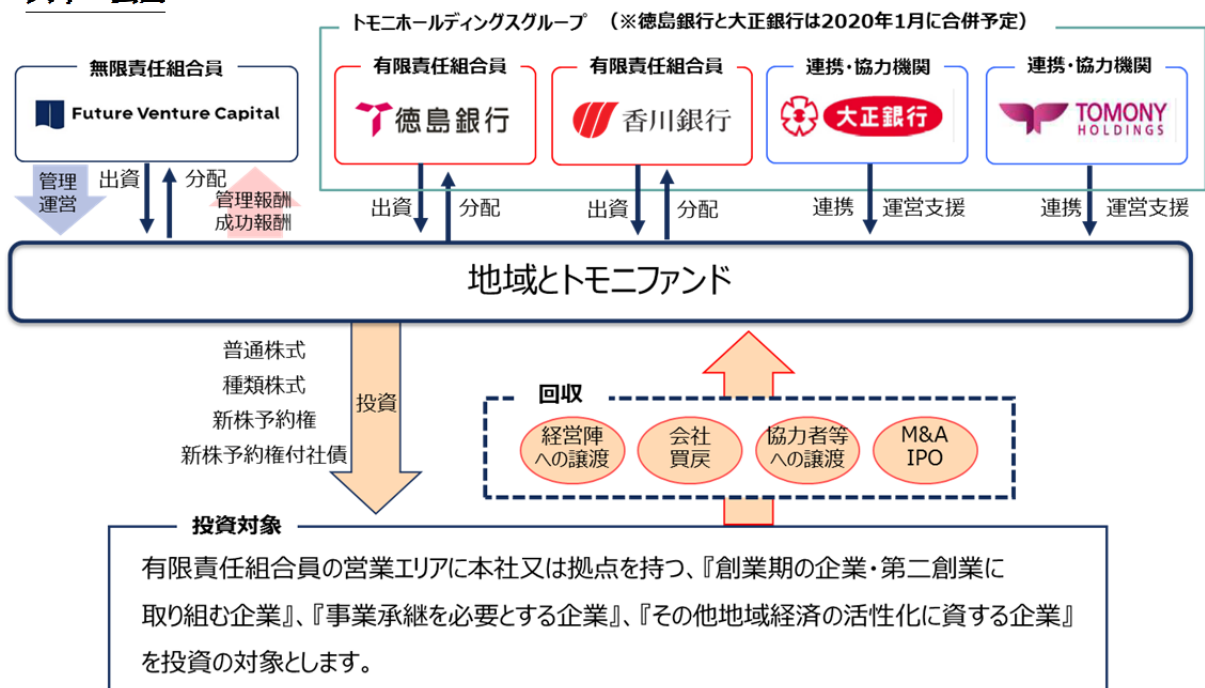 トモニホールディングスグループ （※徳島銀行と大正銀行は2020年1月に合併予定）
無限責任組合員
Future Venture Capital
有限責任組合員
徳島銀行
有限責任組合員
香川銀行
連携・協力機関
大正銀行
連携・協力機関
TOMONY
HOLDINGS
管理
運営
出資
分配
管理報酬
成功報酬
出資
分配
出資
分配
連携
運営支援
連携
運営支援
地域とトモニファンド
普通株式
種類株式
新株予約権
新株予約権付社債
投資
回収
経営陣
への譲渡
会社
買戻
協力者等
への譲渡
M&A
IPO
投資対象
有限責任組合員の営業エリアに本社又は拠点を持つ、『創業期の企業・第二創業に
取り組む企業』、『事業承継を必要とする企業』、『その他地域経済の活性化に資する企業』
を投資の対象とします。